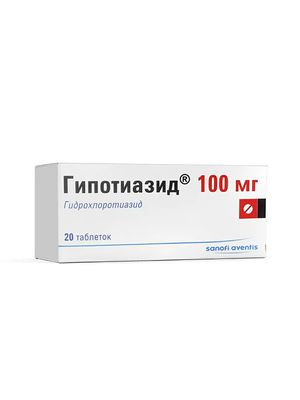 Гипотиазид® 100 мг
Гидрохлоротиазид
20 таблеток
sanofi aventis